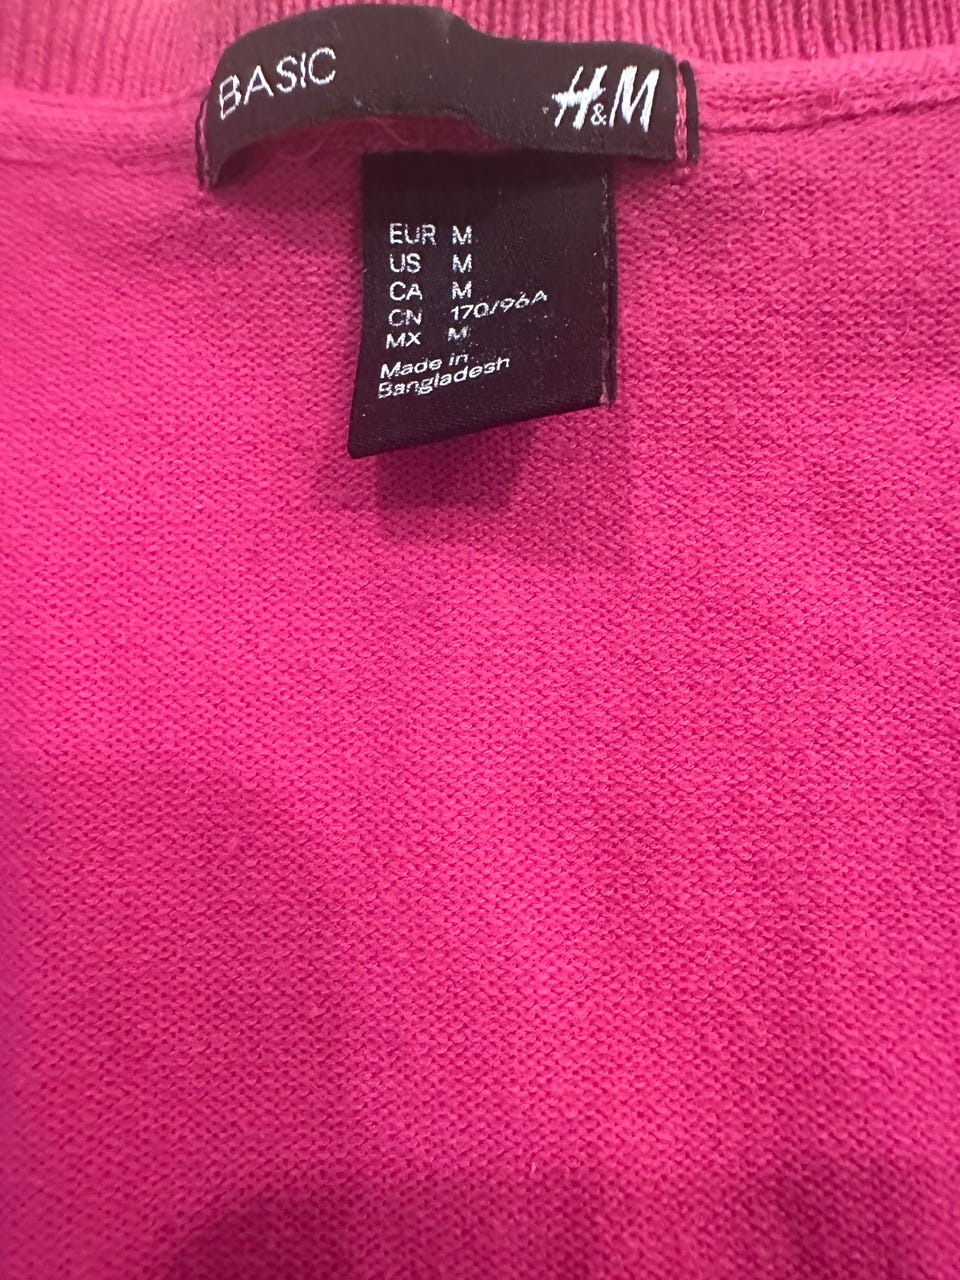 BASIC
H&M
EUR M
US M
CA M
CN 170/96A
MX M
Made in
Bangladesh